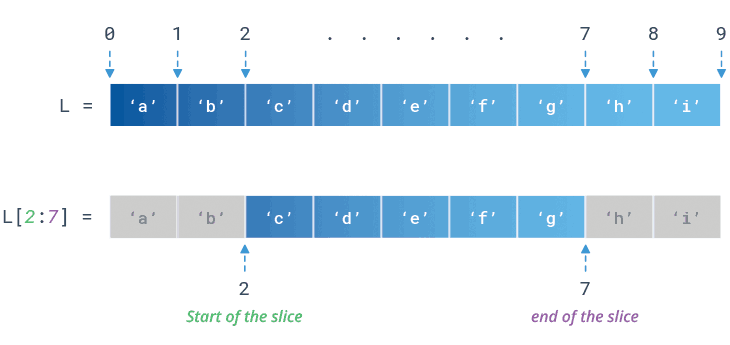 0 1 2 . . . . . . 7 8 9
L = ‘a’ ‘b’ ‘c’ ‘d’ ‘e’ ‘f’ ‘g’ ‘h’ ‘i’
L[2:7] = ‘a’ ‘b’ ‘c’ ‘d’ ‘e’ ‘f’ ‘g’ ‘h’ ‘i’
2 7
Start of the slice end of the slice